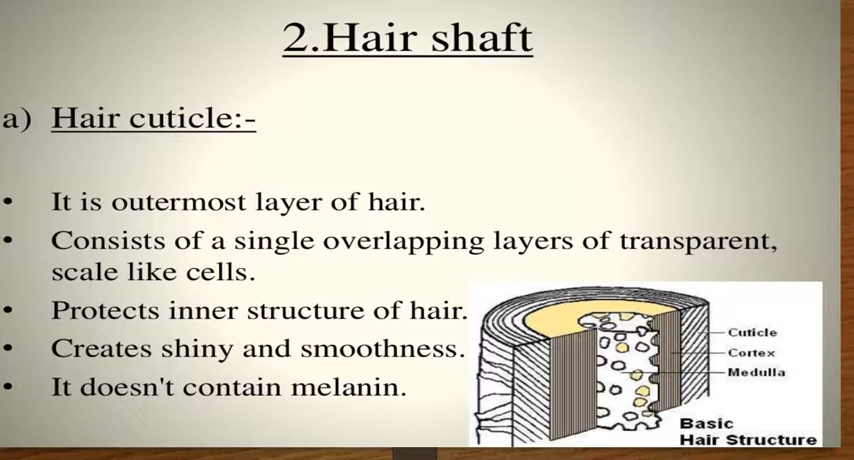 2.Hair shaft
a) Hair cuticle:-
• It is outermost layer of hair.
• Consists of a single overlapping layers of transparent,
scale like cells.
• Protects inner structure of hair.
• Creates shiny and smoothness.
• It doesn't contain melanin.
Cuticle
Cortex
Medulla
Basic
Hair Structure